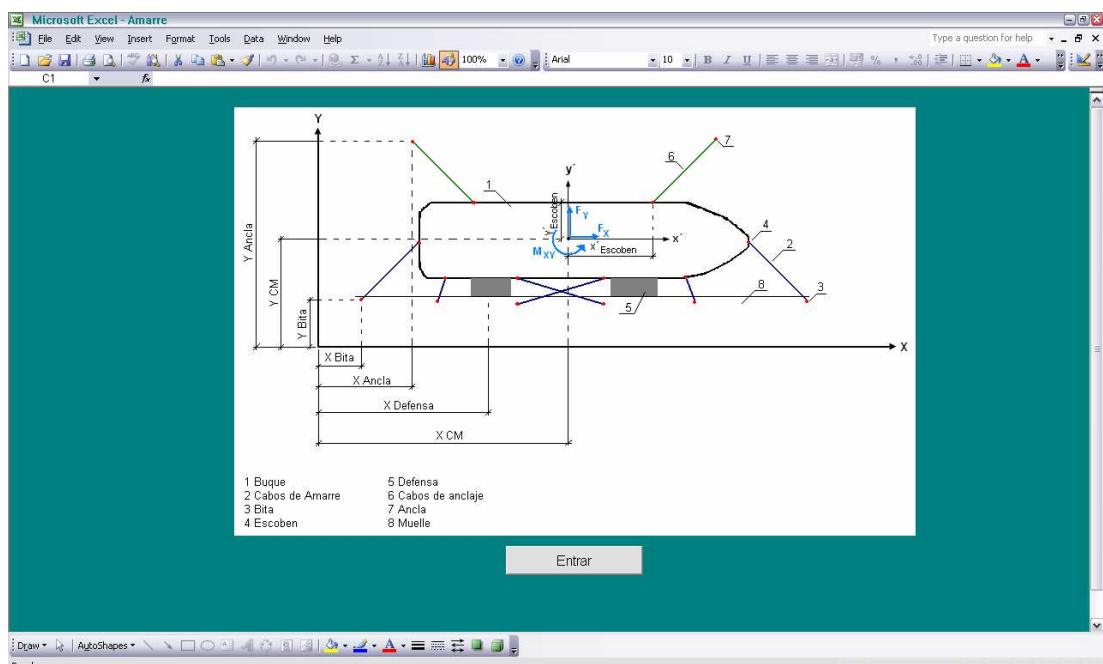 Microsoft Excel - Amarre
File Edit View Insert Format Tools Data Window Help
Type a question for help
100%
Arial
10
B I U
%
C1
fx
Y
7
6
y´
1
Y Ancla
Y´ Escoben
F Y
F X
4
x´
x´ Escoben
M XY
2
Y CM
8
3
5
Y Bita
X
X Bita
X Ancla
X Defensa
X CM
1 Buque
2 Cabos de Amarre
3 Bita
4 Escoben
5 Defensa
6 Cabos de anclaje
7 Ancla
8 Muelle
Entrar
Draw AutoShapes